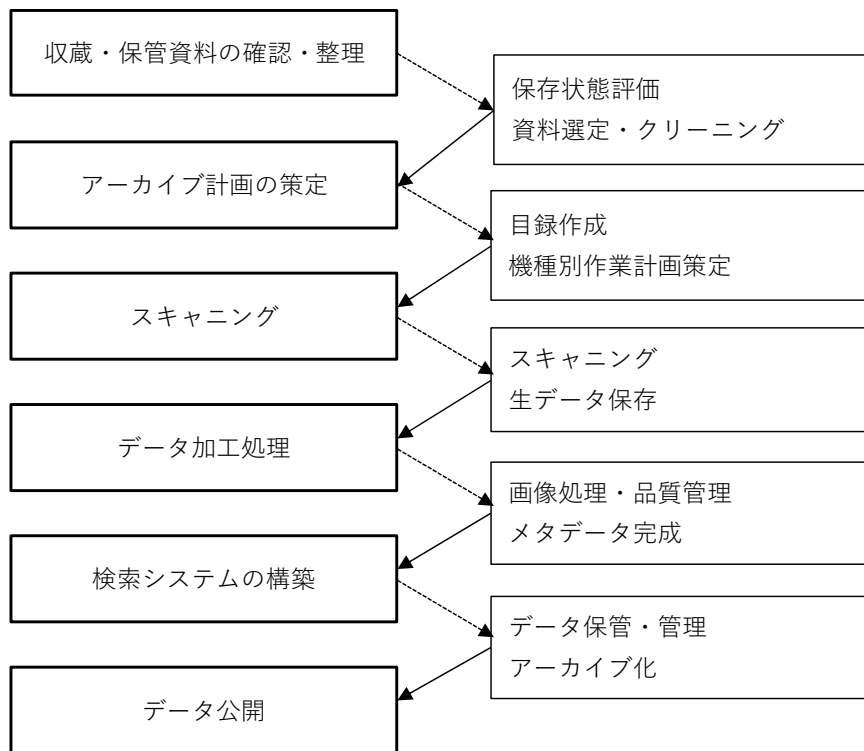 収蔵・保管資料の確認・整理
保存状態評価
資料選定・クリーニング
アーカイブ計画の策定
目録作成
機種別作業計画策定
スキャニング
スキャニング
生データ保存
データ加工処理
画像処理・品質管理
メタデータ完成
検索システムの構築
データ保管・管理
アーカイブ化
データ公開